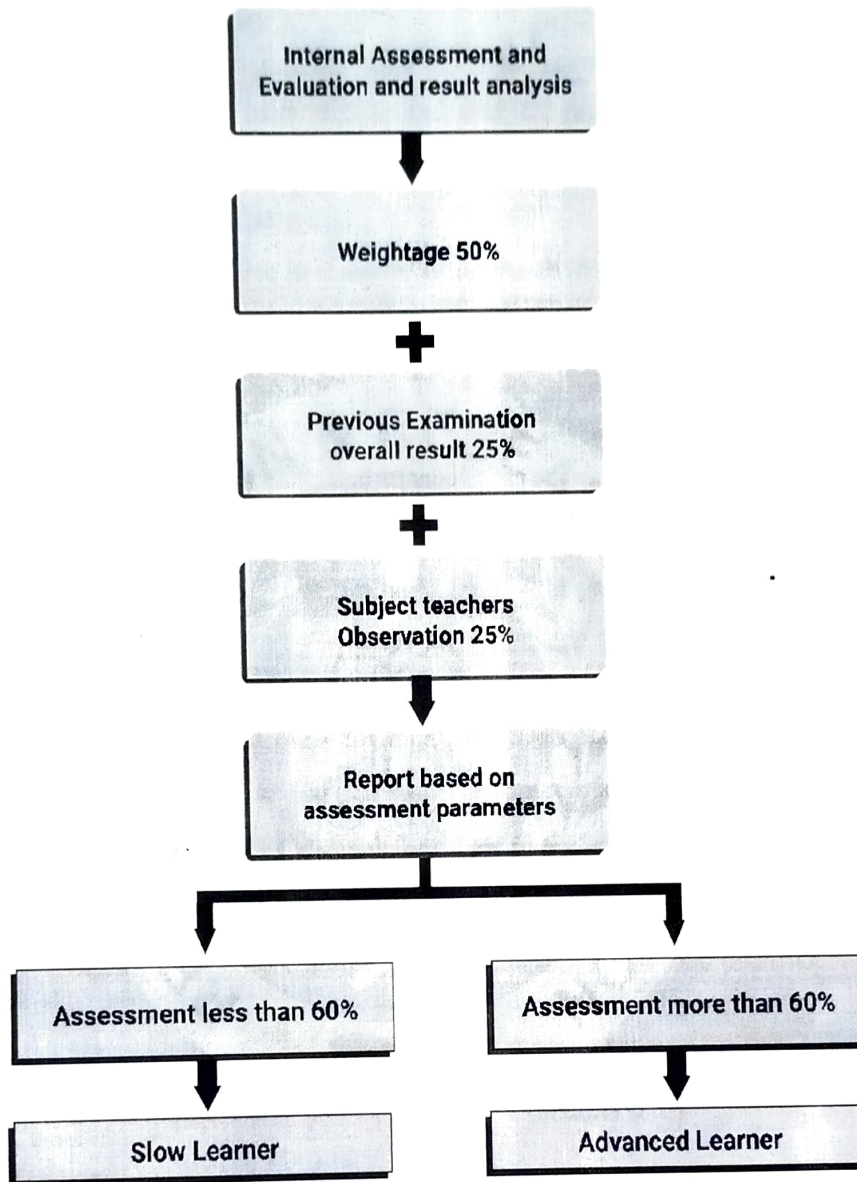 Internal Assessment and
Evaluation and result analysis
Weightage 50%
Previous Examination
overall result 25%
Subject teachers
Observation 25%
Report based on
assessment parameters
Assessment less than 60%
Assessment more than 60%
Slow Learner
Advanced Learner